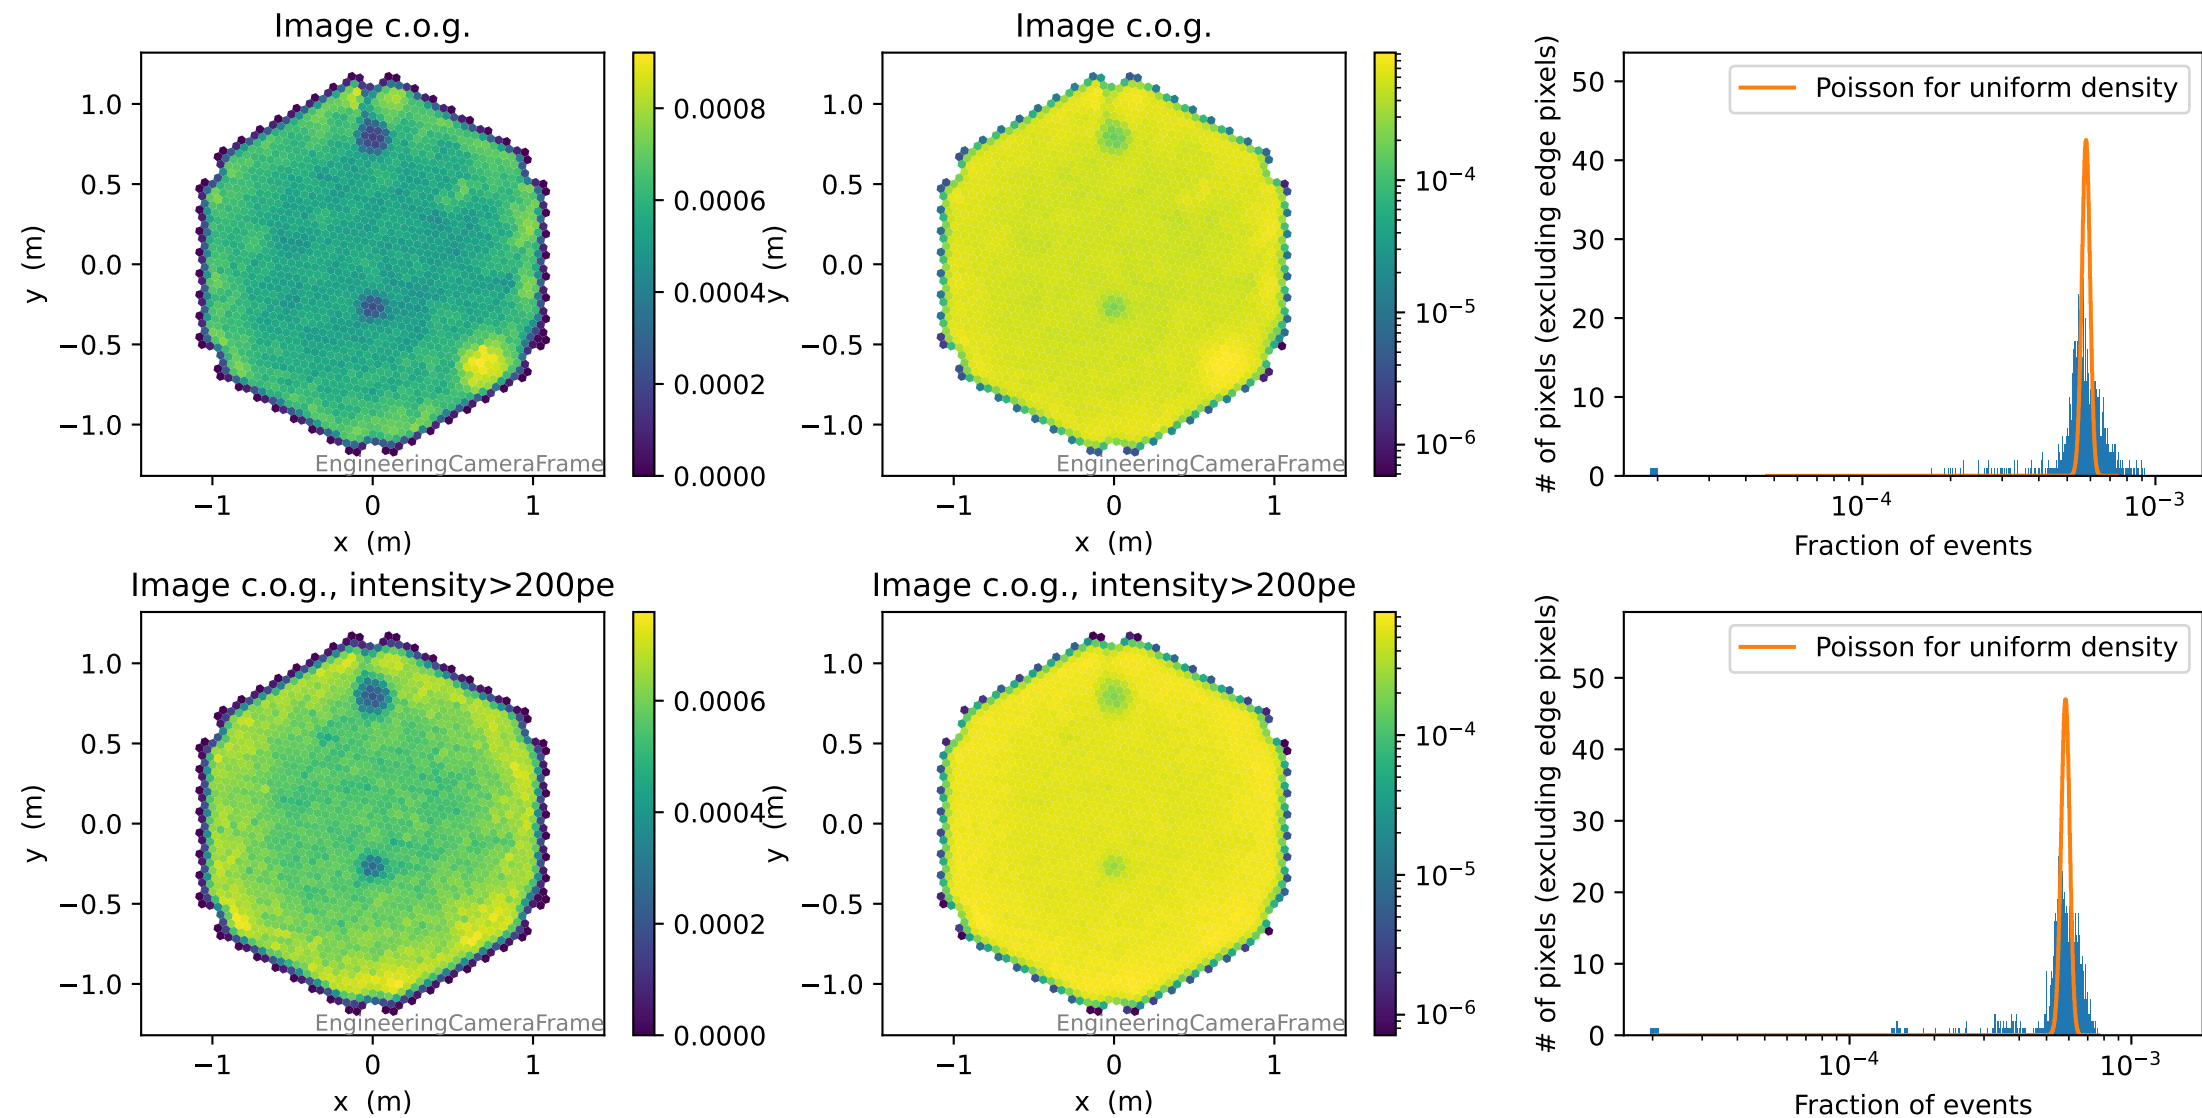 Image c.o.g.
1.0
0.5
0.0
−0.5
−1.0
y (m)
−1
0
1
x (m)
EngineeringCameraFrame
0.0008
0.0006
0.0004
0.0002
0.0000
Image c.o.g.
1.0
0.5
0.0
−0.5
−1.0
y (m)
−1
0
1
x (m)
EngineeringCameraFrame
10⁻⁴
10⁻⁵
10⁻⁶
Poisson for uniform density
50
40
30
20
10
0
# of pixels (excluding edge pixels)
10⁻⁴
10⁻³
Fraction of events
Image c.o.g., intensity>200pe
1.0
0.5
0.0
−0.5
−1.0
y (m)
−1
0
1
x (m)
EngineeringCameraFrame
0.0006
0.0004
0.0002
0.0000
Image c.o.g., intensity>200pe
1.0
0.5
0.0
−0.5
−1.0
y (m)
−1
0
1
x (m)
EngineeringCameraFrame
10⁻⁴
10⁻⁵
10⁻⁶
Poisson for uniform density
50
40
30
20
10
0
# of pixels (excluding edge pixels)
10⁻⁴
10⁻³
Fraction of events